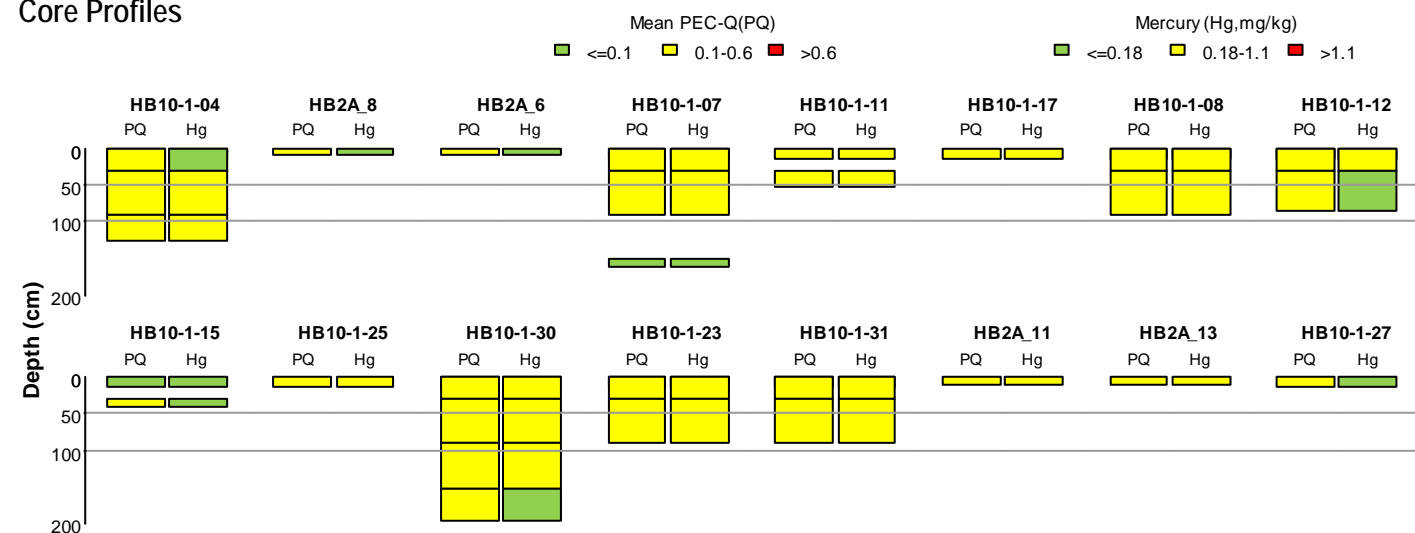 Core Profiles
Mean PEC-Q(PQ) Mercury (Hg,mg/kg)
<=0.1 0.1-0.6 >0.6 <=0.18 0.18-1.1 >1.1
HB10-1-04 HB2A_8 HB2A_6 HB10-1-07 HB10-1-11 HB10-1-17 HB10-1-08 HB10-1-12
PQ Hg PQ Hg PQ Hg PQ Hg PQ Hg PQ Hg PQ Hg PQ Hg
0
50
100
200
Depth (cm)
HB10-1-15 HB10-1-25 HB10-1-30 HB10-1-23 HB10-1-31 HB2A_11 HB2A_13 HB10-1-27
PQ Hg PQ Hg PQ Hg PQ Hg PQ Hg PQ Hg PQ Hg PQ Hg
0
50
100
200